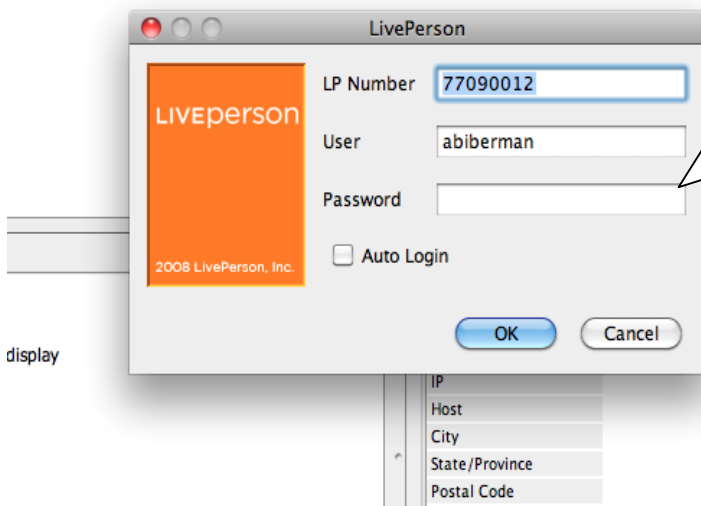 LivePerson
LP Number 77090012
LIVEperson
User abiberman
Password
Auto Login
2008 LivePerson, Inc.
OK Cancel
display
IP
Host
City
State/Province
Postal Code